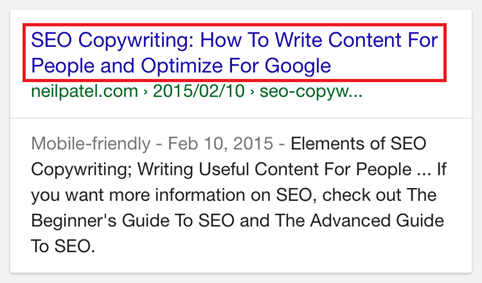 SEO Copywriting: How To Write Content For
People and Optimize For Google
neilpatel.com › 2015/02/10 › seo-copyw...
Mobile-friendly - Feb 10, 2015 - Elements of SEO
Copywriting; Writing Useful Content For People ... If
you want more information on SEO, check out The
Beginner's Guide To SEO and The Advanced Guide
To SEO.